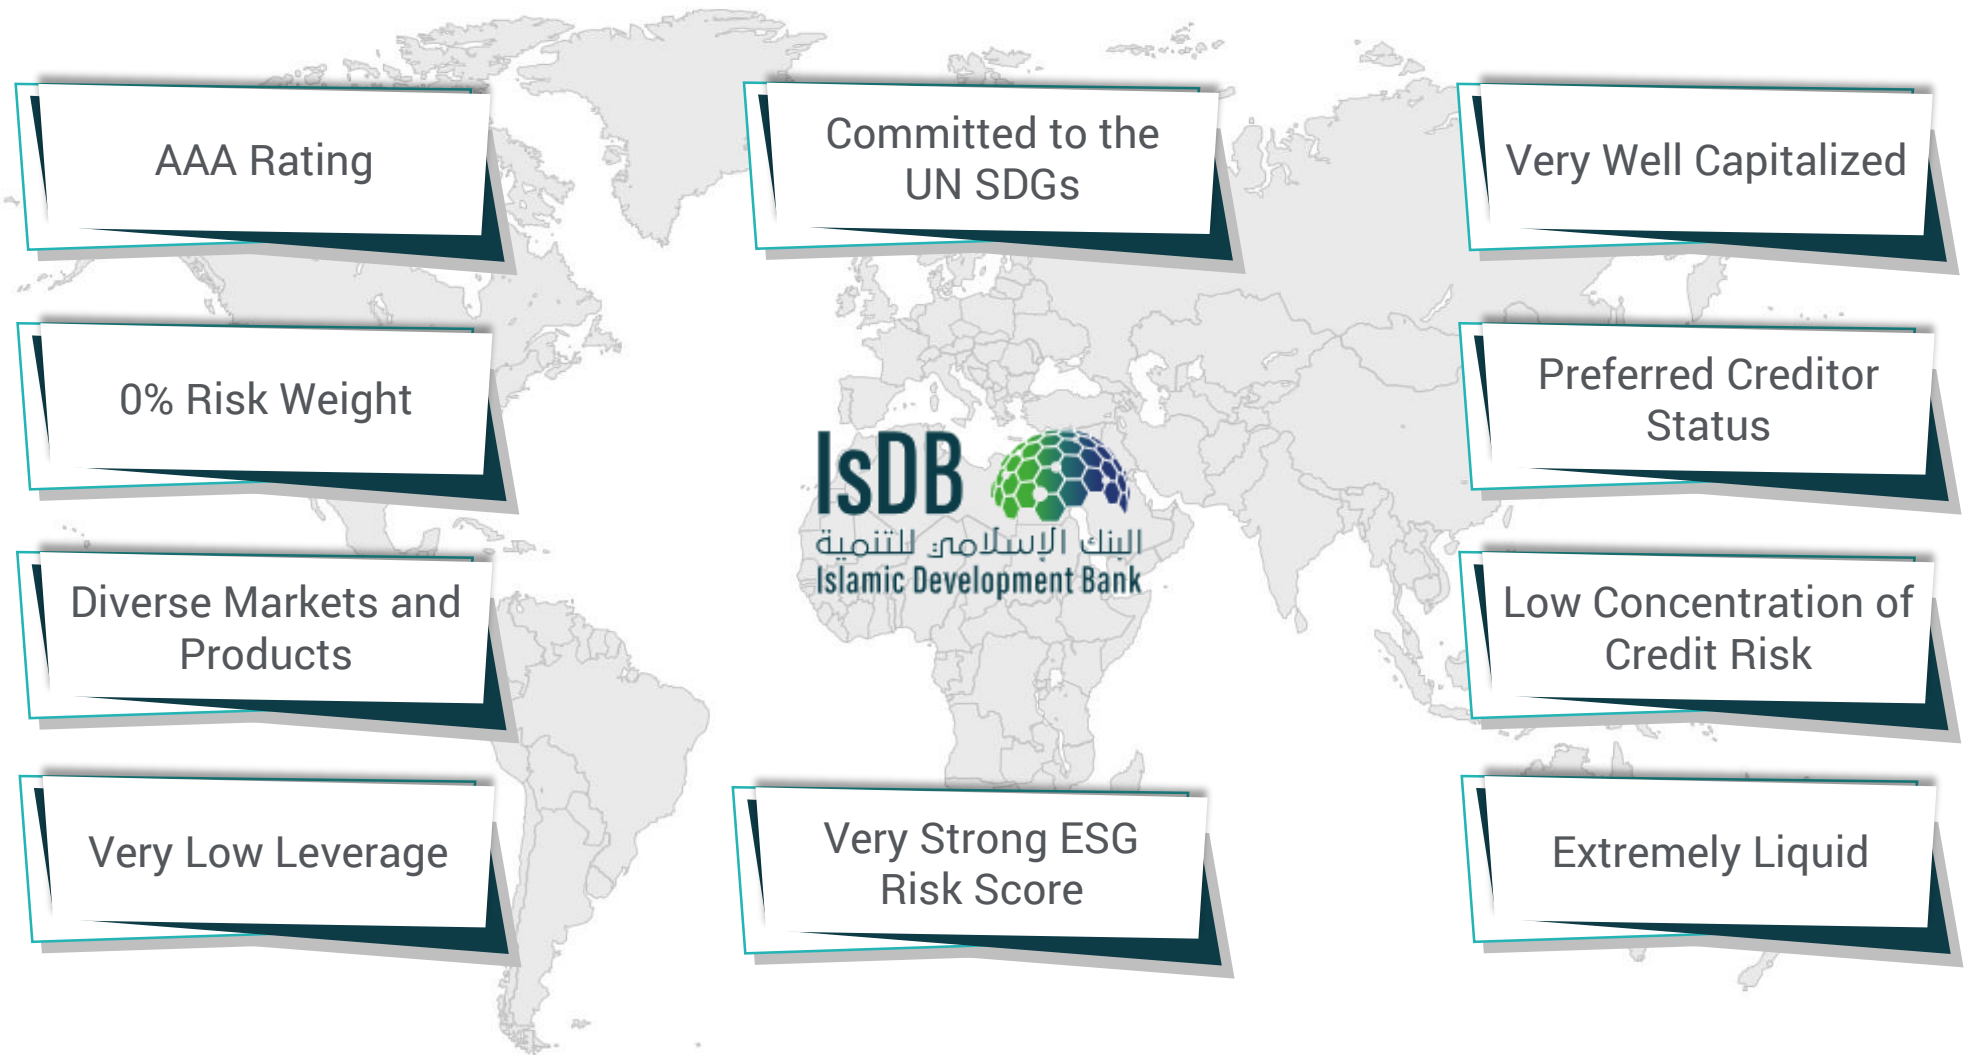 AAA Rating
Committed to the
UN SDGs
Very Well Capitalized
0% Risk Weight
Preferred Creditor
Status
IsDB
البنك الإسلامي للتنمية
Islamic Development Bank
Diverse Markets and
Products
Low Concentration of
Credit Risk
Very Low Leverage
Very Strong ESG
Risk Score
Extremely Liquid